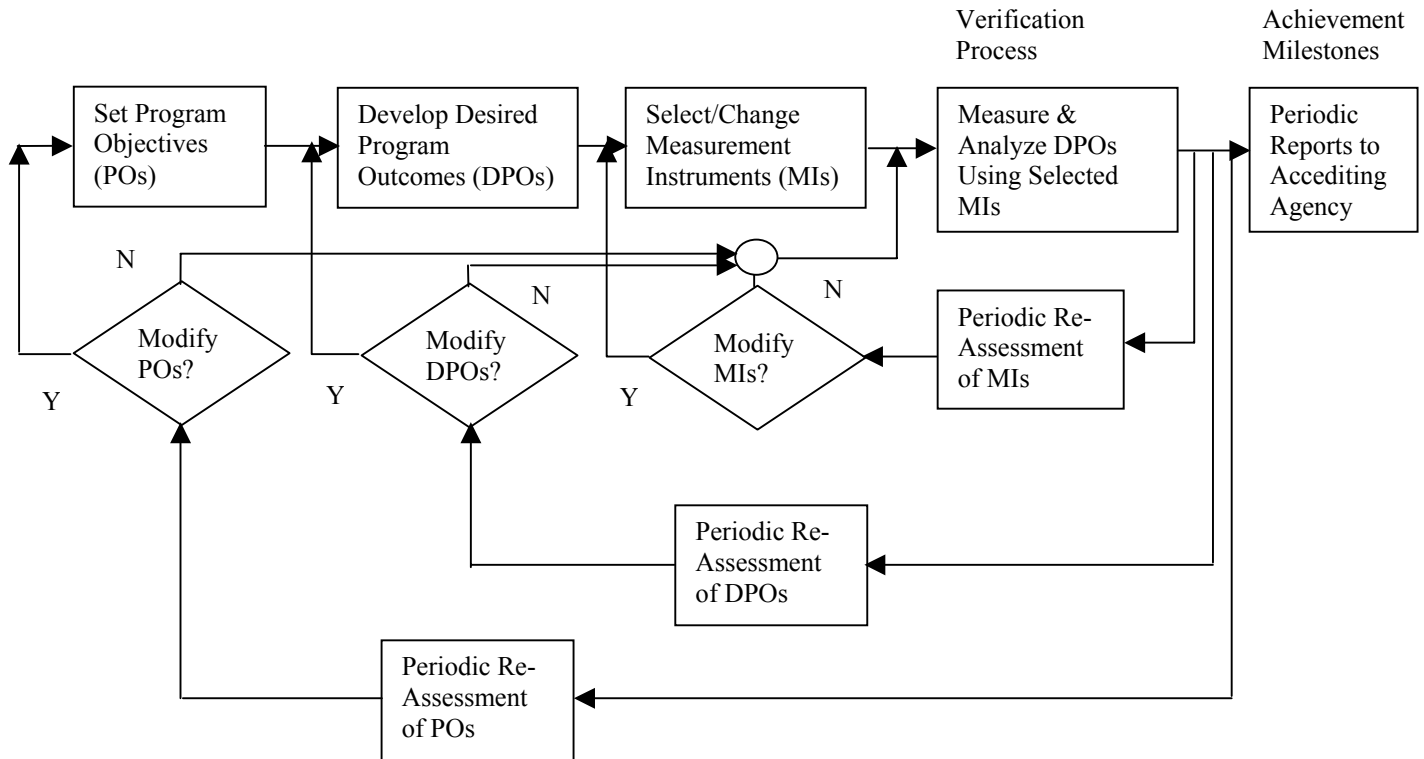 Verification
Process
Achievement
Milestones
Set Program
Objectives
(POs)
Develop Desired
Program
Outcomes (DPOs)
Select/Change
Measurement
Instruments (MIs)
Measure &
Analyze DPOs
Using Selected
MIs
Periodic
Reports to
Accediting
Agency
N
N
N
Modify
POs?
Modify
DPOs?
Modify
MIs?
Periodic Re-
Assessment
of MIs
Y
Y
Y
Periodic Re-
Assessment
of DPOs
Periodic Re-
Assessment
of POs